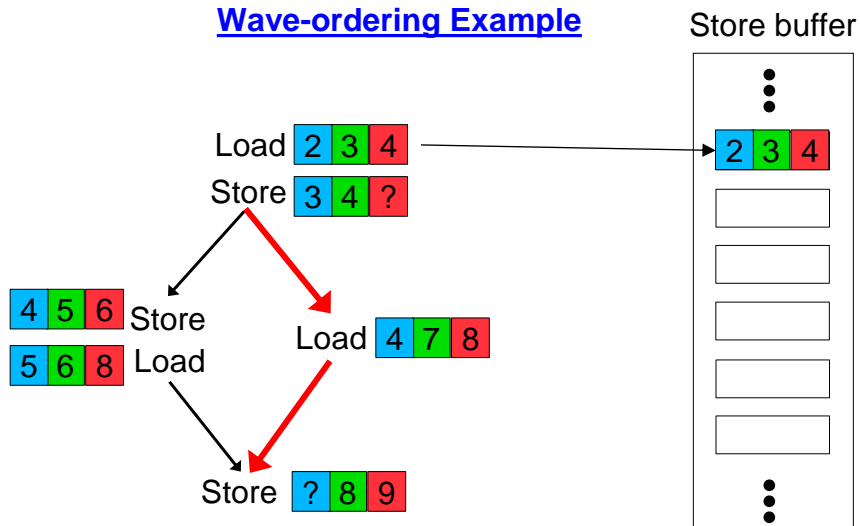 Wave-ordering Example
Store buffer
Load 2 3 4
2 3 4
Store 3 4 ?
4 5 6 Store
Load 4 7 8
5 6 8 Load
Store ? 8 9